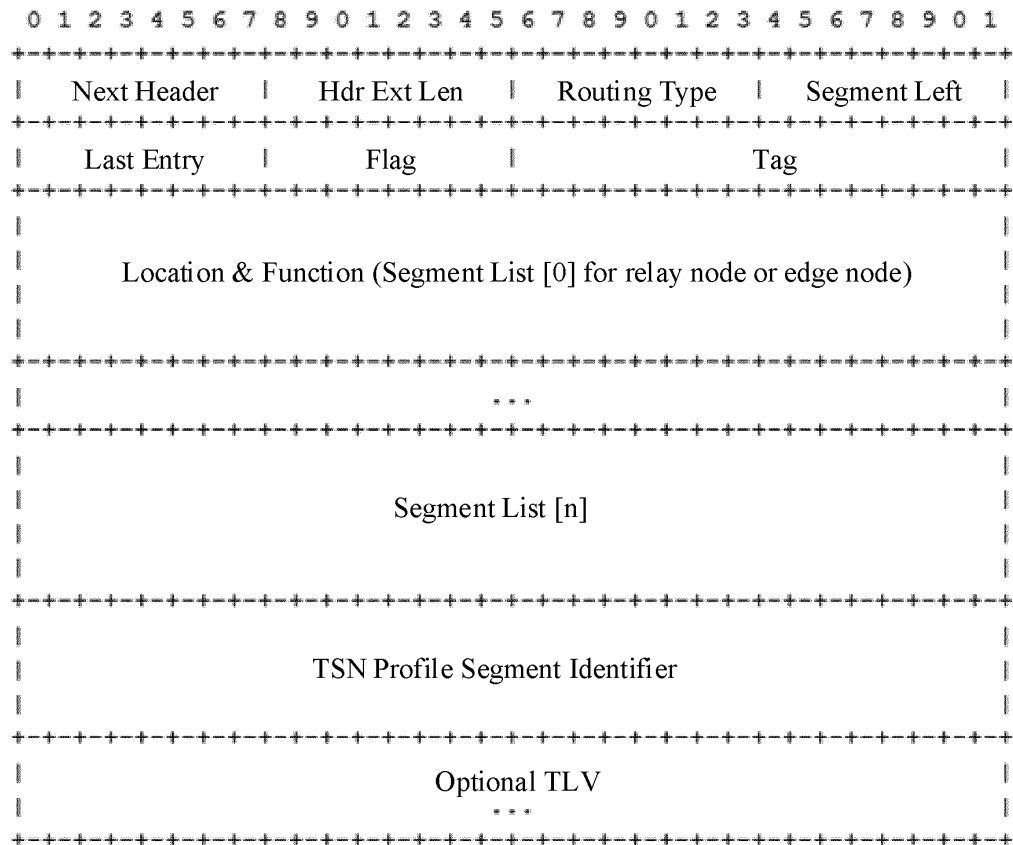 0 1 2 3 4 5 6 7 8 9 0 1 2 3 4 5 6 7 8 9 0 1 2 3 4 5 6 7 8 9 0 1
+-+-+-+-+-+-+-+-+-+-+-+-+-+-+-+-+-+-+-+-+-+-+-+-+-+-+-+-+-+-+-+-+
| Next Header | Hdr Ext Len | Routing Type | Segment Left |
+-+-+-+-+-+-+-+-+-+-+-+-+-+-+-+-+-+-+-+-+-+-+-+-+-+-+-+-+-+-+-+-+
| Last Entry | Flag | Tag |
+-+-+-+-+-+-+-+-+-+-+-+-+-+-+-+-+-+-+-+-+-+-+-+-+-+-+-+-+-+-+-+-+
| Location & Function (Segment List [0] for relay node or edge node) |
+-+-+-+-+-+-+-+-+-+-+-+-+-+-+-+-+-+-+-+-+-+-+-+-+-+-+-+-+-+-+-+-+
| ... |
+-+-+-+-+-+-+-+-+-+-+-+-+-+-+-+-+-+-+-+-+-+-+-+-+-+-+-+-+-+-+-+-+
| Segment List [n] |
+-+-+-+-+-+-+-+-+-+-+-+-+-+-+-+-+-+-+-+-+-+-+-+-+-+-+-+-+-+-+-+-+
| TSN Profile Segment Identifier |
+-+-+-+-+-+-+-+-+-+-+-+-+-+-+-+-+-+-+-+-+-+-+-+-+-+-+-+-+-+-+-+-+
| Optional TLV |
| ... |
+-+-+-+-+-+-+-+-+-+-+-+-+-+-+-+-+-+-+-+-+-+-+-+-+-+-+-+-+-+-+-+-+